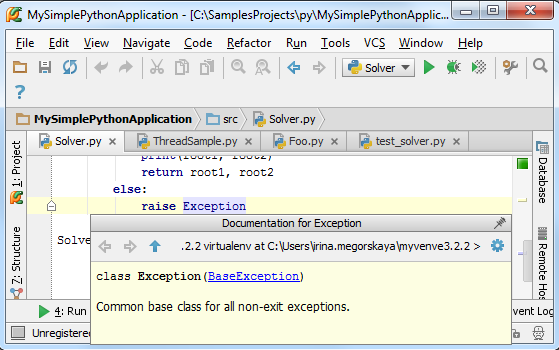 MySimplePythonApplication - [C:\SamplesProjects\py\MySimplePythonApplic...
File Edit View Navigate Code Refactor Run Tools VCS Window Help
Solver
?
MySimplePythonApplication src Solver.py
Solver.py ThreadSample.py Foo.py test_solver.py
1: Project
7: Structure
Database
Remote Hos
print(root1, root2)
return root1, root2
else:
raise Exception
Solve
Documentation for Exception
.2.2 virtualenv at C:\Users\irina.megorskaya\myvenve3.2.2 >
class Exception(BaseException)
Common base class for all non-exit exceptions.
4: Run
vent Log
Unregistered